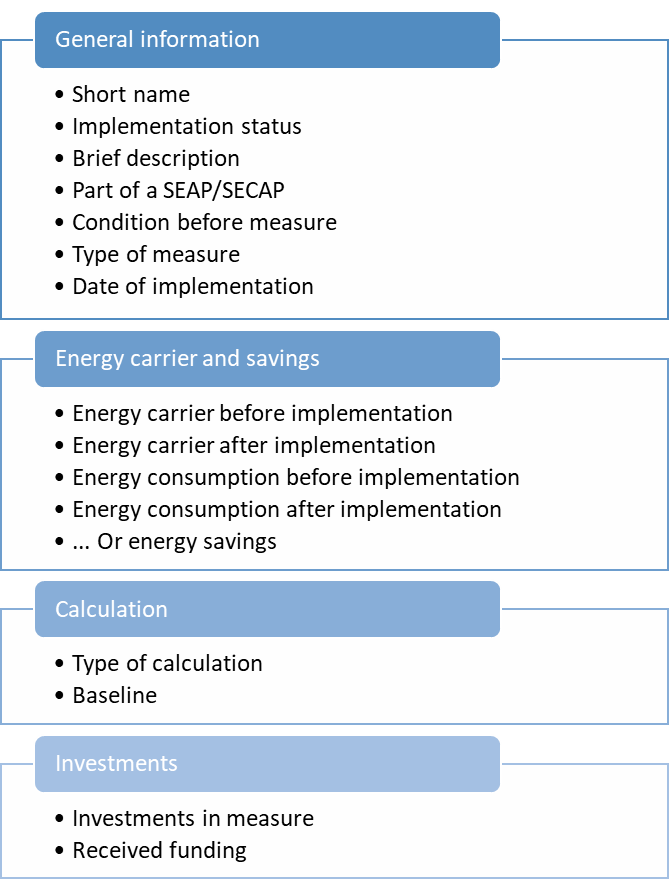 General information
• Short name
• Implementation status
• Brief description
• Part of a SEAP/SECAP
• Condition before measure
• Type of measure
• Date of implementation
Energy carrier and savings
• Energy carrier before implementation
• Energy carrier after implementation
• Energy consumption before implementation
• Energy consumption after implementation
• ... Or energy savings
Calculation
• Type of calculation
• Baseline
Investments
• Investments in measure
• Received funding